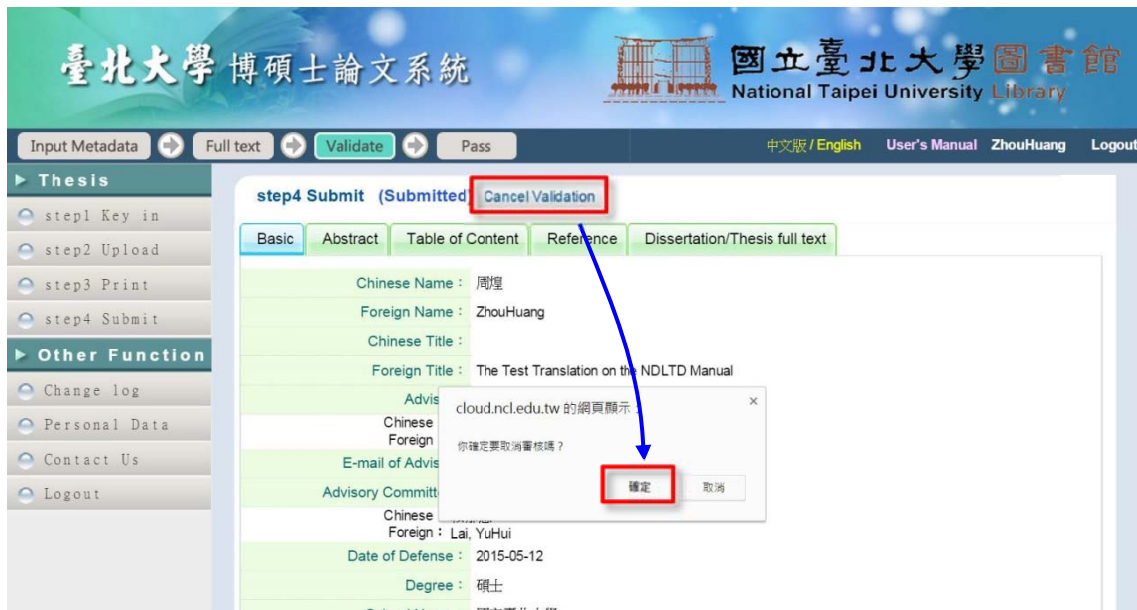 臺北大學 博碩士論文系統
國立臺北大學圖書館
National Taipei University Library
Input Metadata Full text Validate Pass 中文版 / English User's Manual ZhouHuang Logout
Thesis
step1 Key in
step2 Upload
step3 Print
step4 Submit
Other Function
Change log
Personal Data
Contact Us
Logout
step4 Submit (Submitted) Cancel Validation
Basic Abstract Table of Content Reference Dissertation/Thesis full text
Chinese Name： 周煌
Foreign Name： ZhouHuang
Chinese Title：
Foreign Title： The Test Translation on the NDLTD Manual
Advis
Chinese
Foreign
E-mail of Advis
Advisory Committ
Chinese
Foreign： Lai, YuHui
Date of Defense： 2015-05-12
Degree： 碩士
cloud.ncl.edu.tw 的網頁顯示：
×
你確定要取消審核嗎？
確定 取消